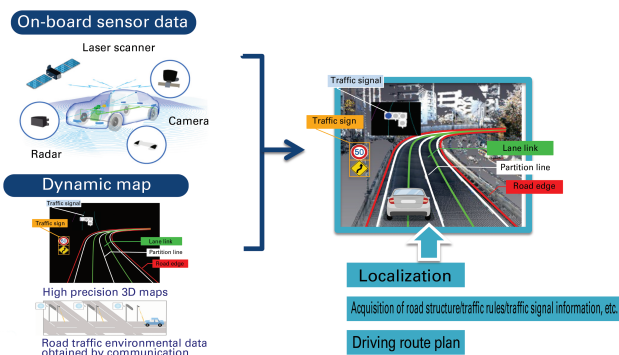 On-board sensor data
Laser scanner
Camera
Radar
Dynamic map
Traffic signal
Traffic sign
50
Lane link
Partition line
Road edge
High precision 3D maps
Road traffic environmental data
obtained by communication
Traffic signal
Traffic sign
50
Lane link
Partition line
Road edge
Localization
Acquisition of road structure/traffic rules/traffic signal information, etc.
Driving route plan